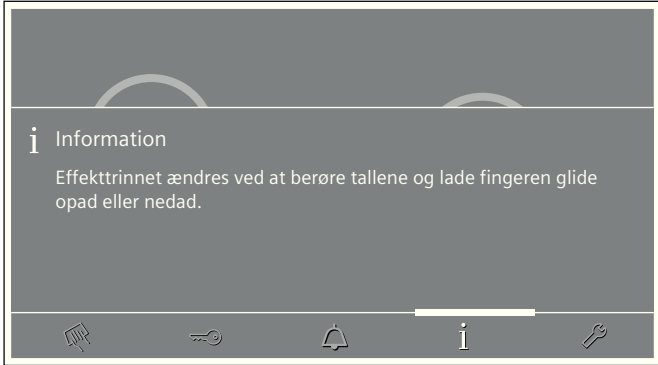 i Information
Effekttrinnet ændres ved at berøre tallene og lade fingeren glide
opad eller nedad.
i